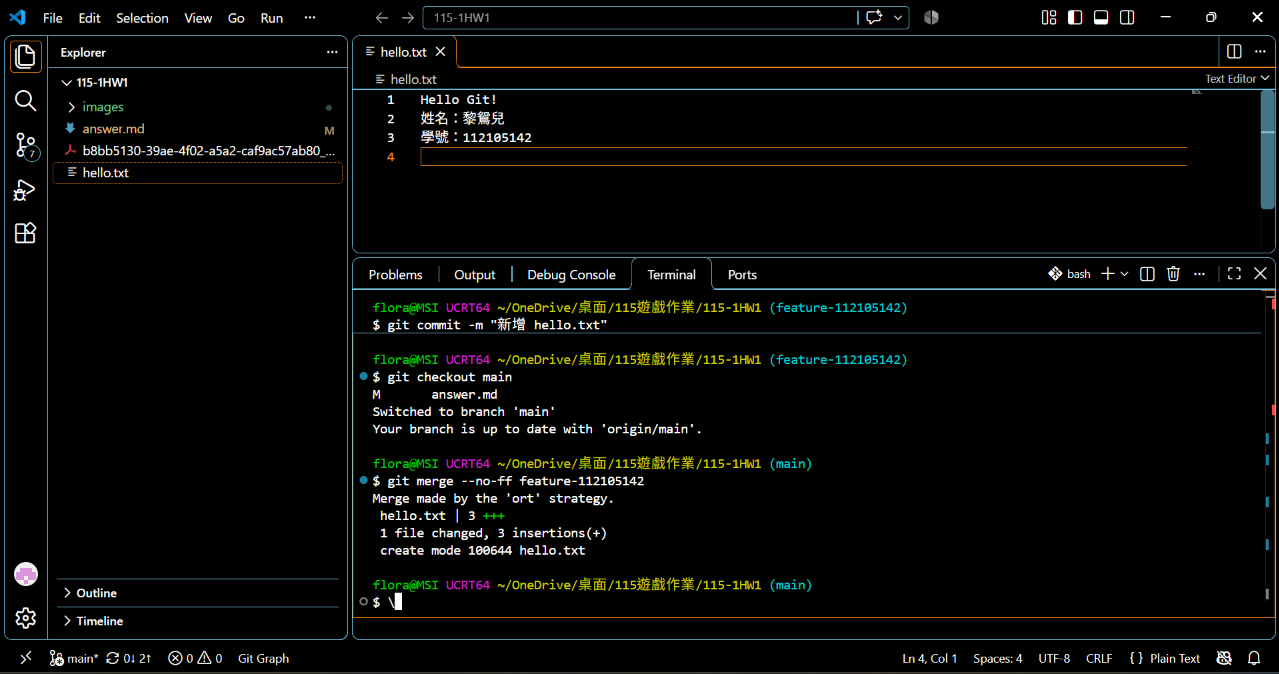 File Edit Selection View Go Run ···
115-1HW1
Explorer ···
115-1HW1
images
answer.md M
b8bb5130-39ae-4f02-a5a2-caf9ac57ab80_...
hello.txt
7
Outline
Timeline
hello.txt
hello.txt
Text Editor
1 Hello Git!
2 姓名：黎鴛兒
3 學號：112105142
4
Problems Output Debug Console Terminal Ports
bash
flora@MSI UCRT64 ~/OneDrive/桌面/115遊戲作業/115-1HW1 (feature-112105142)
$ git commit -m "新增 hello.txt"
flora@MSI UCRT64 ~/OneDrive/桌面/115遊戲作業/115-1HW1 (feature-112105142)
$ git checkout main
M answer.md
Switched to branch 'main'
Your branch is up to date with 'origin/main'.
flora@MSI UCRT64 ~/OneDrive/桌面/115遊戲作業/115-1HW1 (main)
$ git merge --no-ff feature-112105142
Merge made by the 'ort' strategy.
hello.txt | 3 +++
1 file changed, 3 insertions(+)
create mode 100644 hello.txt
flora@MSI UCRT64 ~/OneDrive/桌面/115遊戲作業/115-1HW1 (main)
$ \
main* 0↓ 2↑ 0 0 Git Graph
Ln 4, Col 1 Spaces: 4 UTF-8 CRLF { } Plain Text